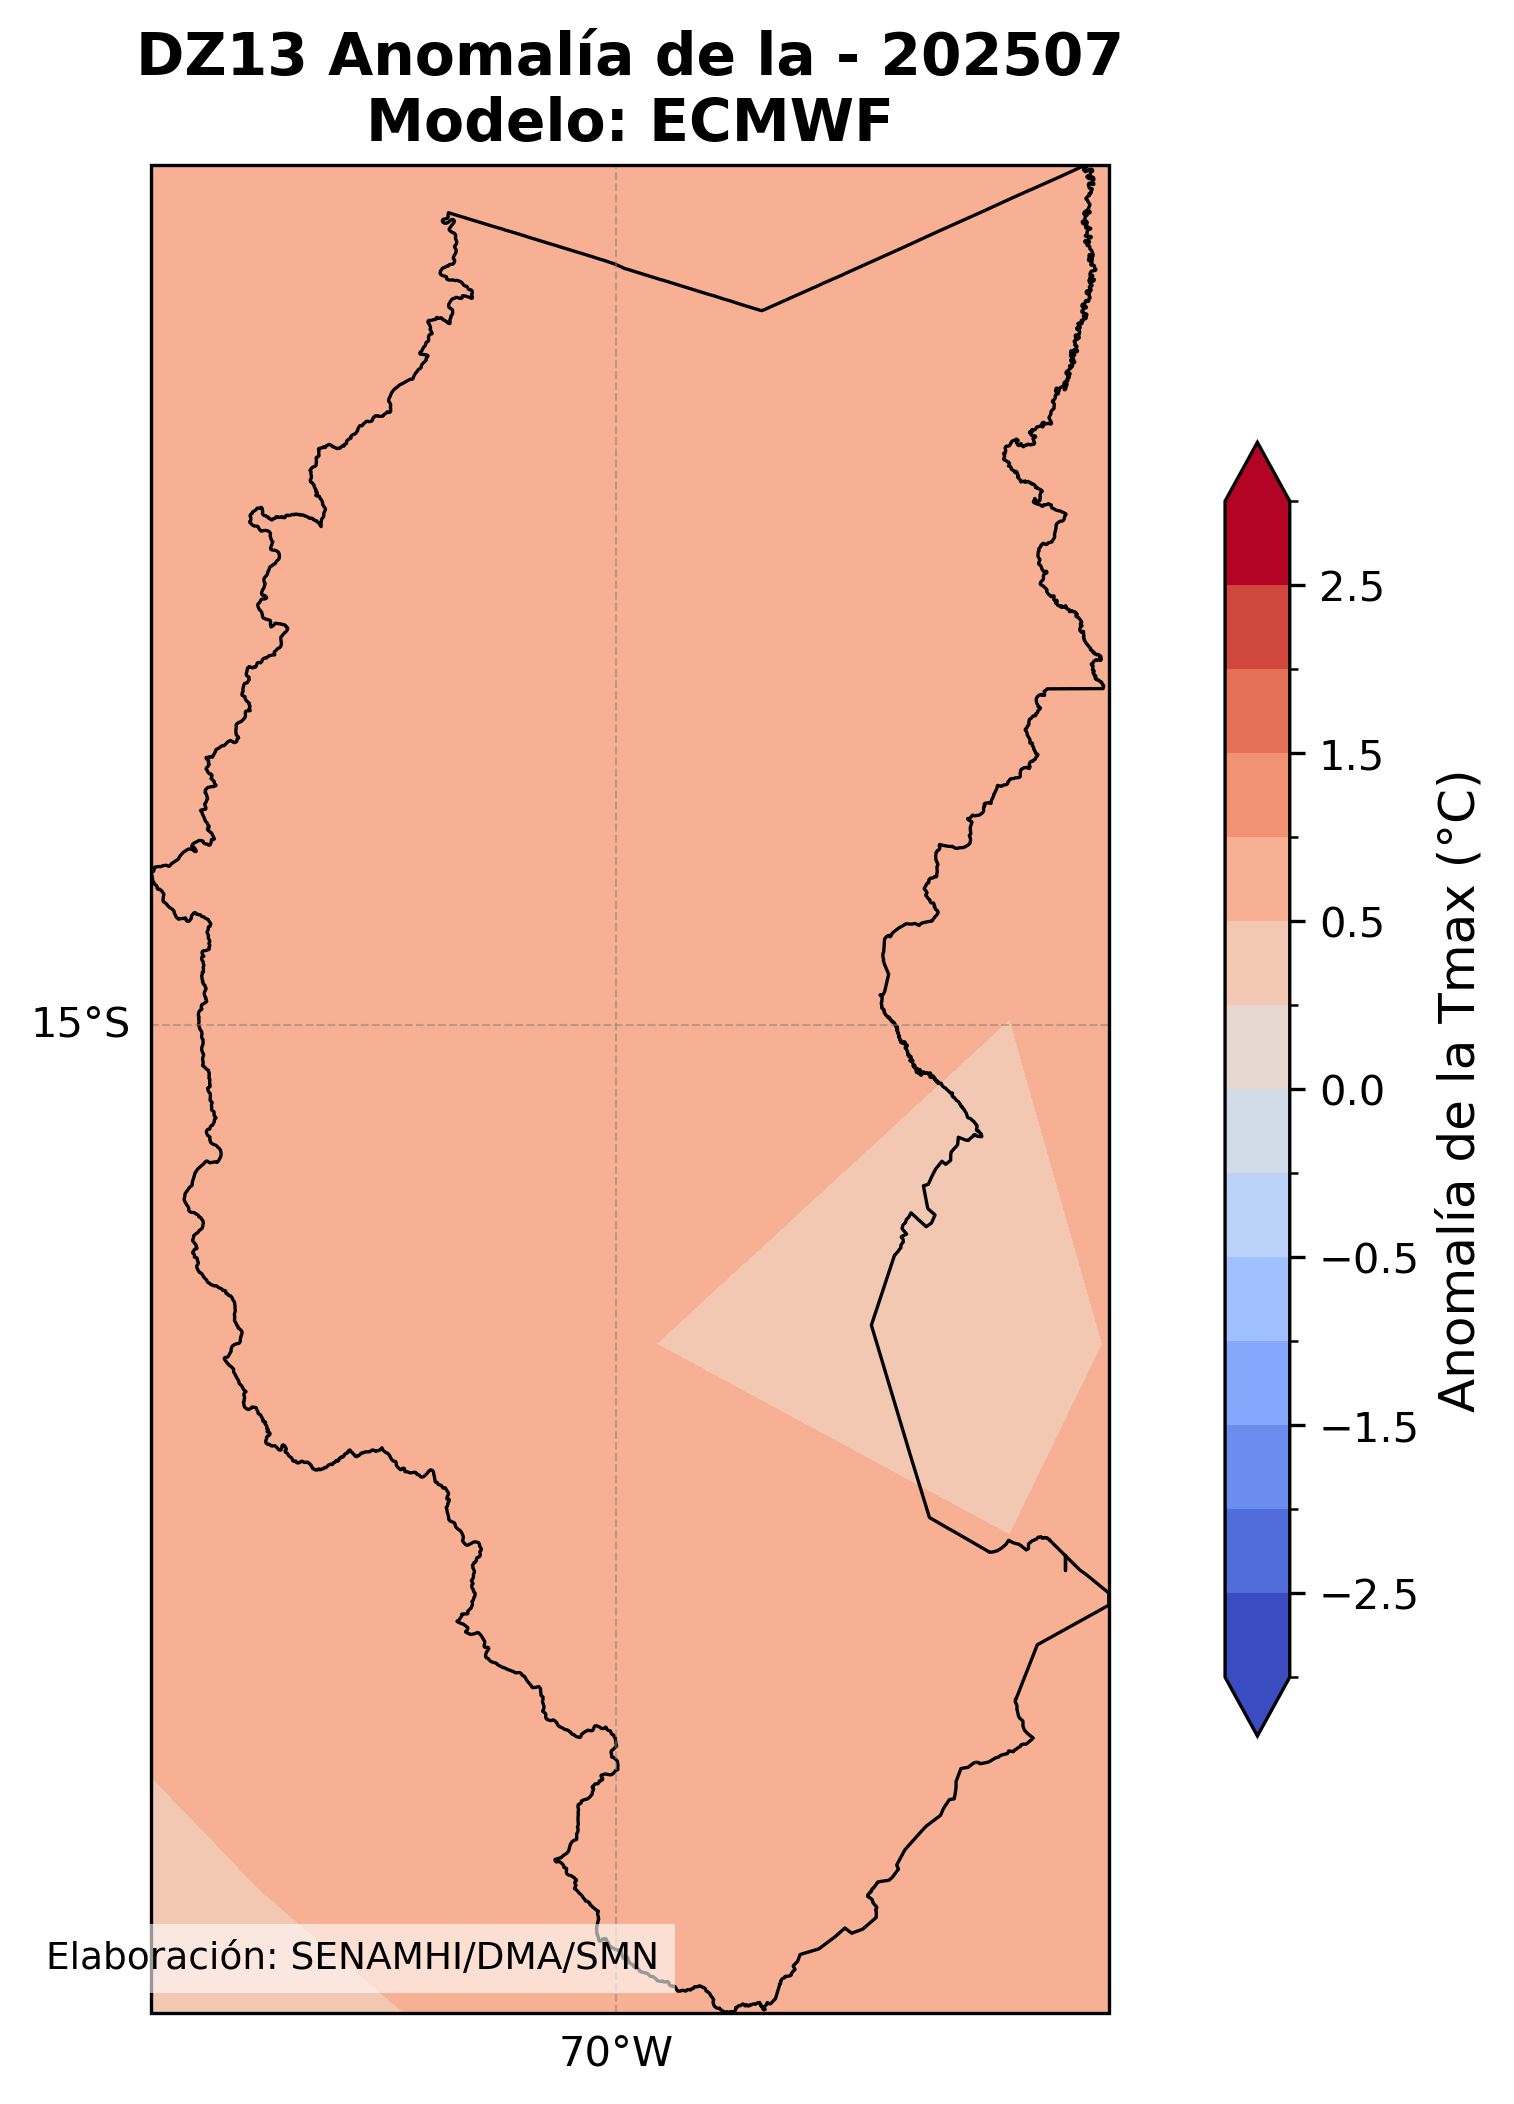 DZ13 Anomalía de la - 202507
Modelo: ECMWF
2.5
1.5
0.5
0.0
−0.5
−1.5
−2.5
Anomalía de la Tmax (°C)
15°S
Elaboración: SENAMHI/DMA/SMN
70°W